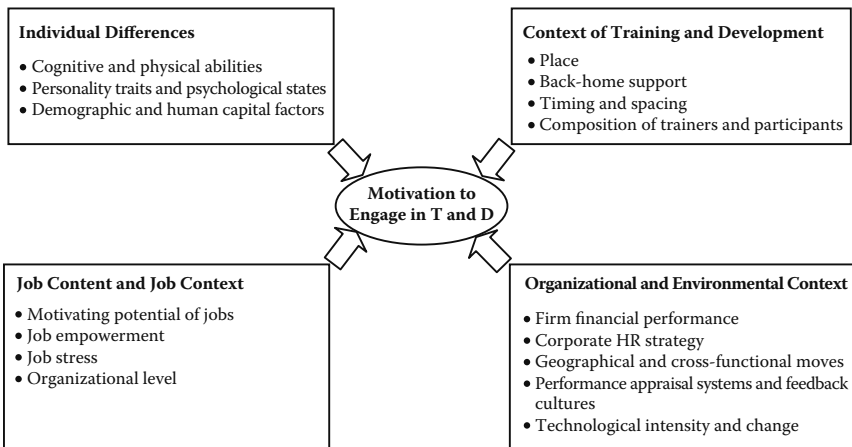 Individual Differences
• Cognitive and physical abilities
• Personality traits and psychological states
• Demographic and human capital factors
Context of Training and Development
• Place
• Back-home support
• Timing and spacing
• Composition of trainers and participants
Motivation to
Engage in T and D
Job Content and Job Context
• Motivating potential of jobs
• Job empowerment
• Job stress
• Organizational level
Organizational and Environmental Context
• Firm financial performance
• Corporate HR strategy
• Geographical and cross-functional moves
• Performance appraisal systems and feedback
cultures
• Technological intensity and change